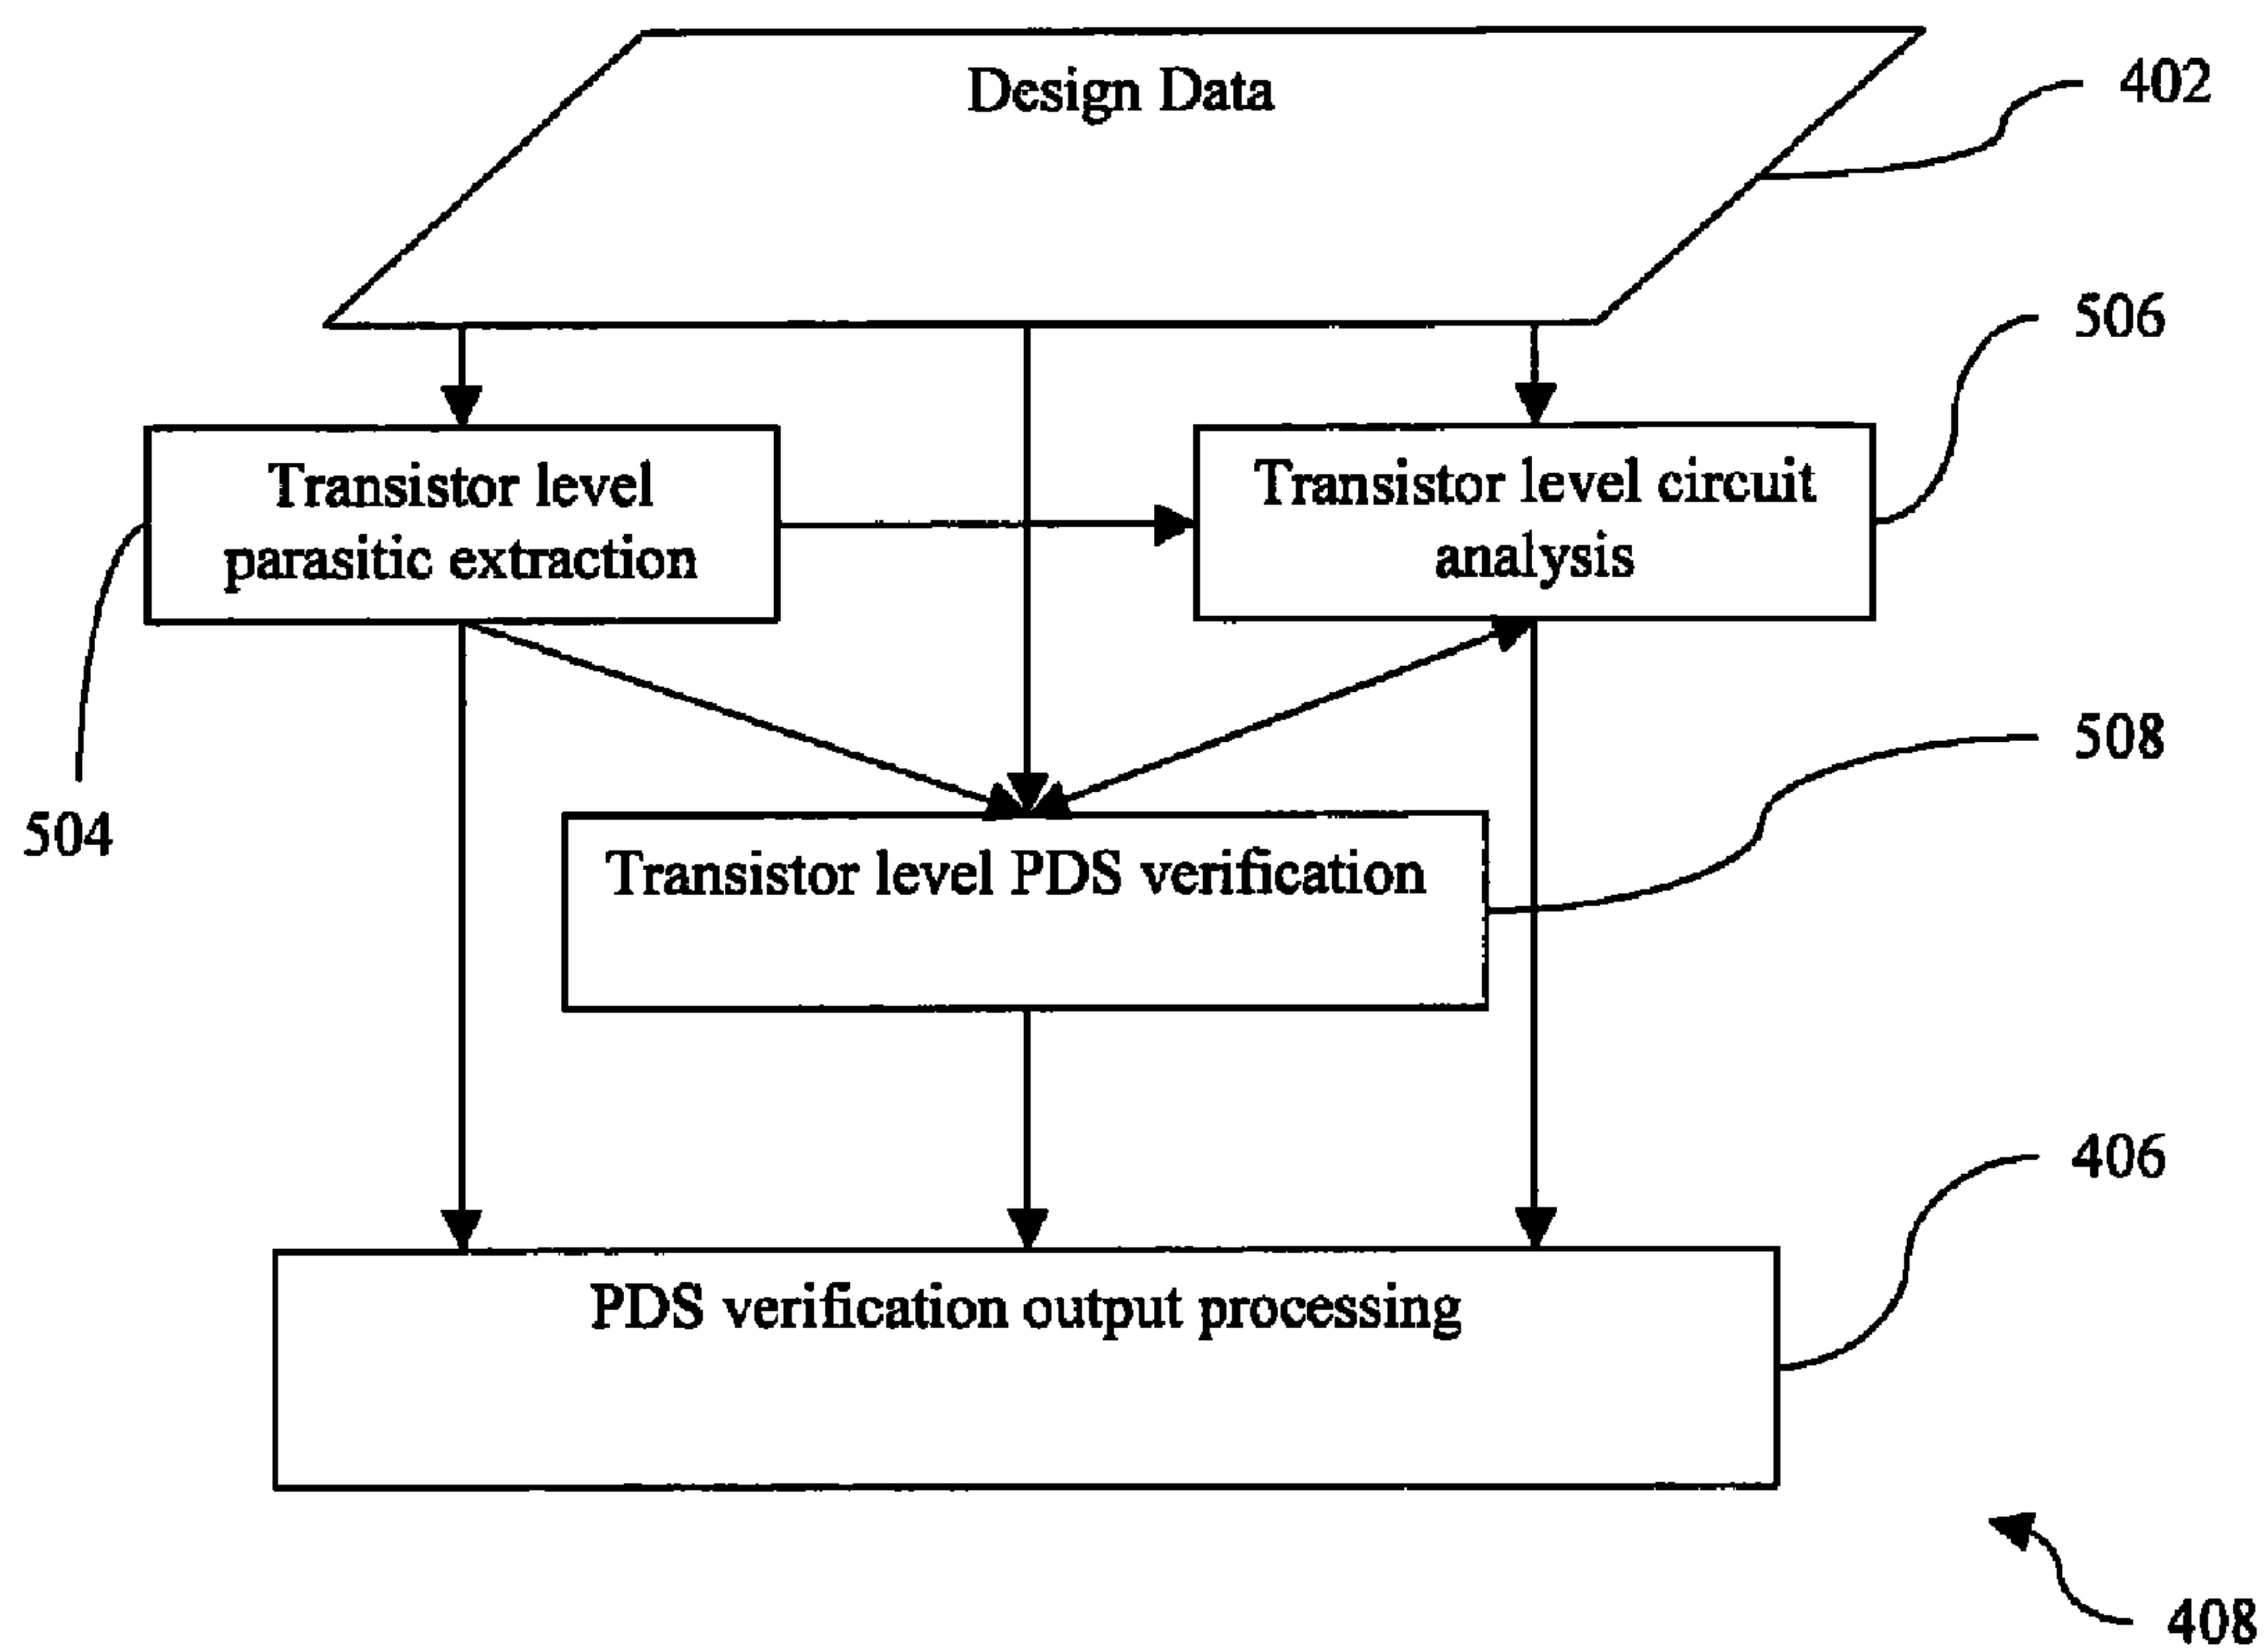 Design Data
402
506
Transistor level
parasitic extraction
Transistor level circuit
analysis
508
504
Transistor level PDS verification
406
PDS verification output processing
408